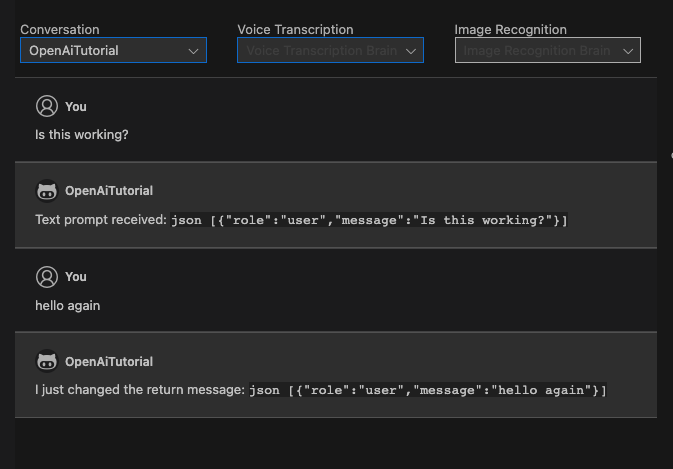 Conversation Voice Transcription Image Recognition
OpenAiTutorial Voice Transcription Brain Image Recognition Brain
You
Is this working?
OpenAiTutorial
Text prompt received: json [{"role":"user","message":"Is this working?"}]
You
hello again
OpenAiTutorial
I just changed the return message: json [{"role":"user","message":"hello again"}]